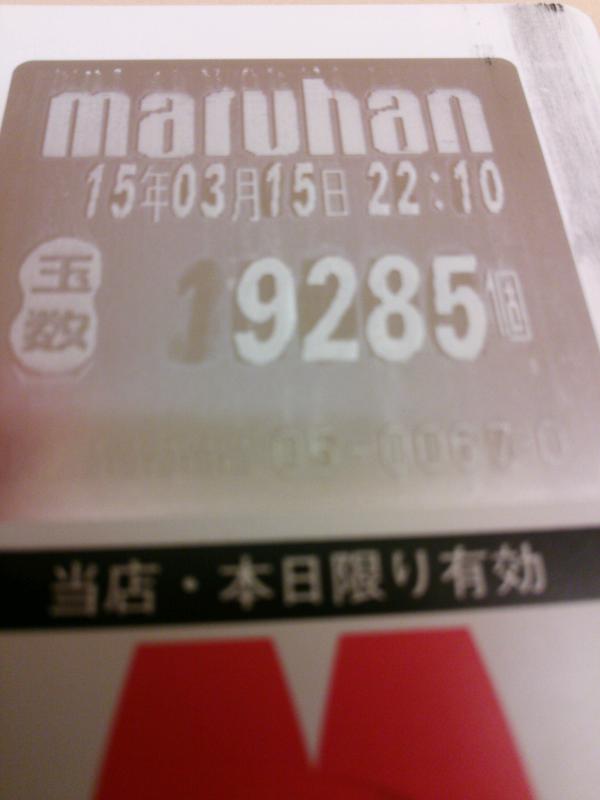 maruhan
15年03月15日 22:10
玉数 9285個
当店・本日限り有効